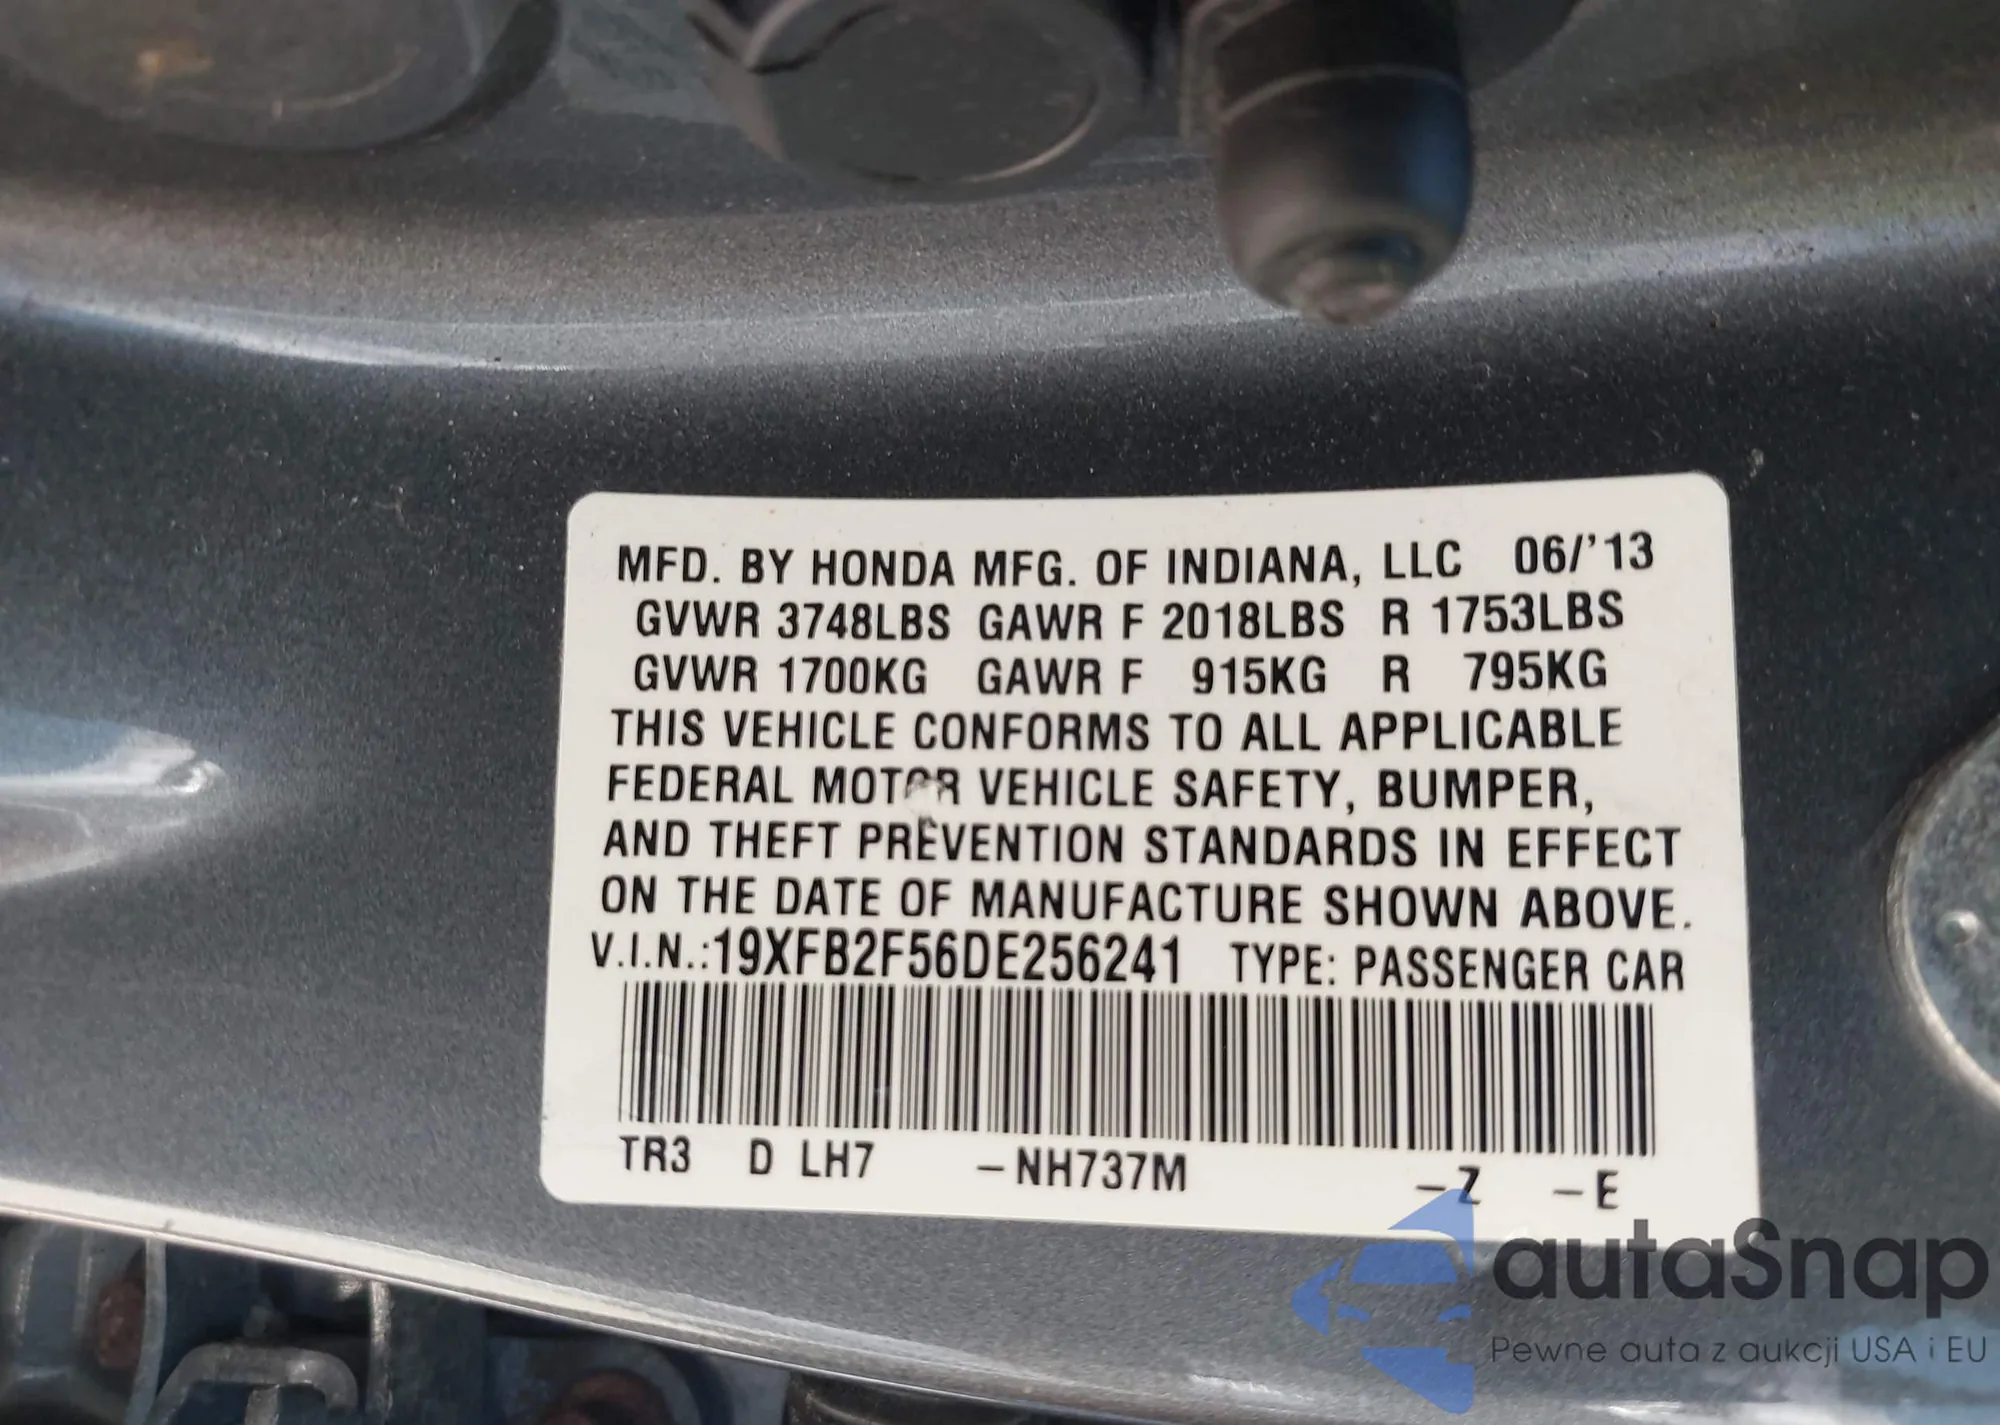 MFD. BY HONDA MFG. OF INDIANA, LLC 06/'13
GVWR 3748LBS GAWR F 2018LBS R 1753LBS
GVWR 1700KG GAWR F 915KG R 795KG
THIS VEHICLE CONFORMS TO ALL APPLICABLE
FEDERAL MOTOR VEHICLE SAFETY, BUMPER,
AND THEFT PREVENTION STANDARDS IN EFFECT
ON THE DATE OF MANUFACTURE SHOWN ABOVE.
V.I.N.:19XFB2F56DE256241 TYPE: PASSENGER CAR
TR3 D LH7 -NH737M -Z -E
autaSnap
Pewne auta z aukcji USA i EU